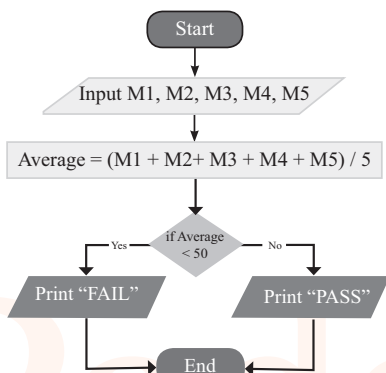 Start
Input M1, M2, M3, M4, M5
Average = (M1 + M2+ M3 + M4 + M5) / 5
if Average
< 50
Yes
No
Print “FAIL”
Print “PASS”
End